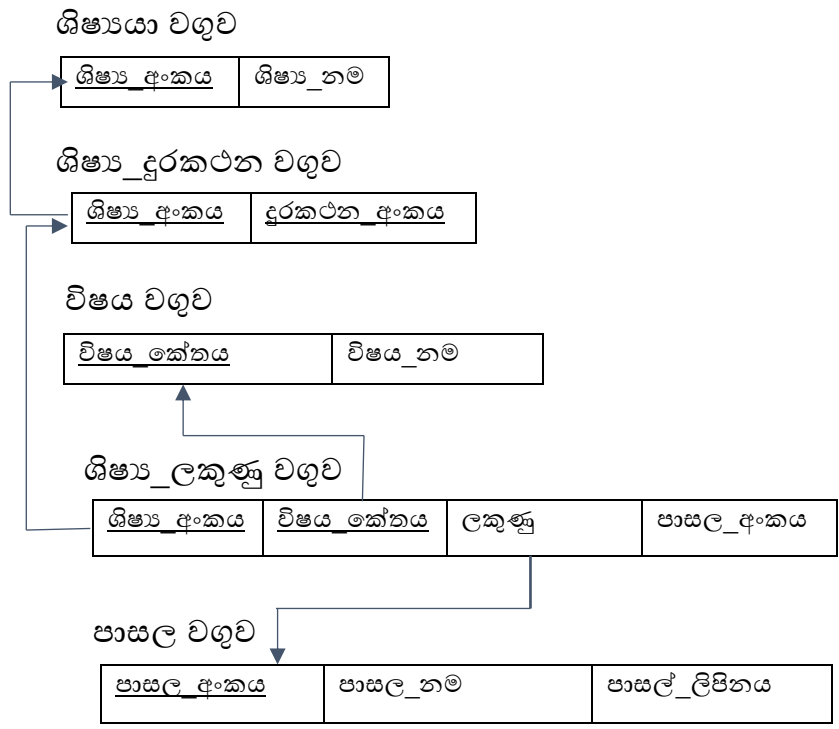 ශිෂ්‍යයා වගුව
ශිෂ්‍ය_අංකය ශිෂ්‍ය_නම
ශිෂ්‍ය_දුරකථන වගුව
ශිෂ්‍ය_අංකය දුරකථන_අංකය
විෂය වගුව
විෂය_කේතය විෂය_නම
ශිෂ්‍ය_ලකුණු වගුව
ශිෂ්‍ය_අංකය විෂය_කේතය ලකුණු පාසල_අංකය
පාසල වගුව
පාසල_අංකය පාසල_නම පාසල්_ලිපිනය